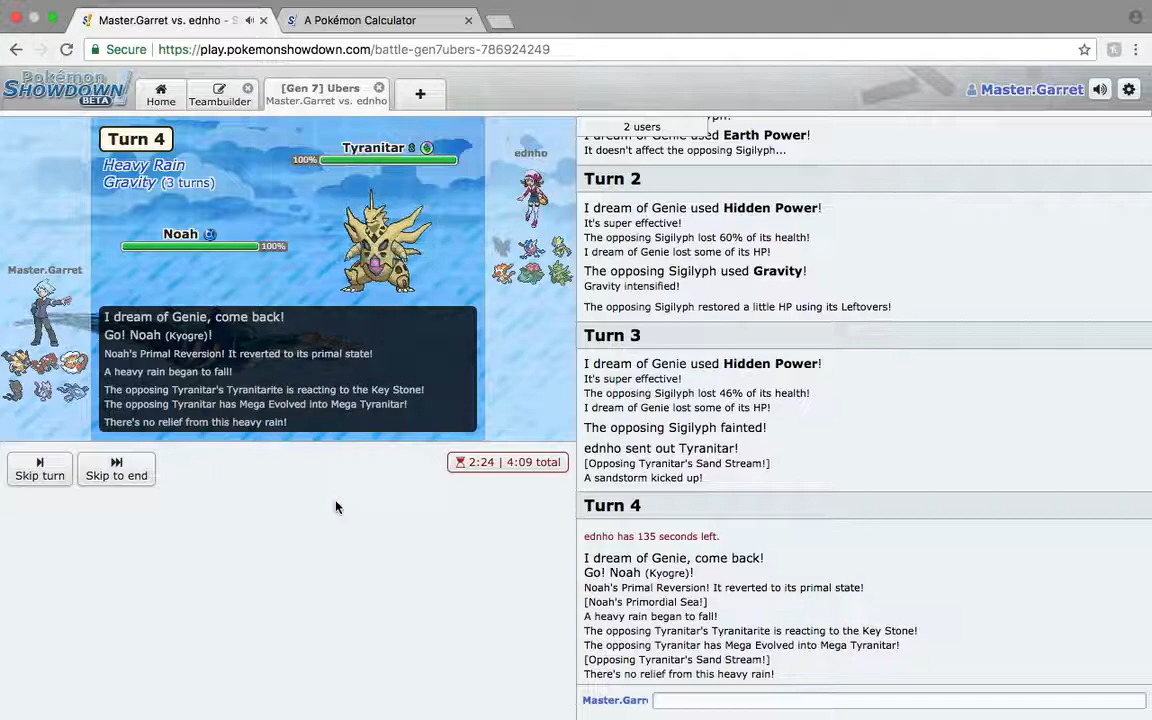 Master.Garret vs. ednho - S
A Pokémon Calculator
Secure
https://play.pokemonshowdown.com/battle-gen7ubers-786924249
Pokémon
SHOWDOWN
BETA
Home
Teambuilder
[Gen 7] Ubers
Master.Garret vs. ednho
+
Master.Garret
Turn 4
Heavy Rain
Gravity (3 turns)
Tyranitar
100%
Noah
100%
ednho
Master.Garret
I dream of Genie, come back!
Go! Noah (Kyogre)!
Noah's Primal Reversion! It reverted to its primal state!
A heavy rain began to fall!
The opposing Tyranitar's Tyranitarite is reacting to the Key Stone!
The opposing Tyranitar has Mega Evolved into Mega Tyranitar!
There's no relief from this heavy rain!
Skip turn
Skip to end
2:24 | 4:09 total
2 users
I dream of Genie used Earth Power!
It doesn't affect the opposing Sigilyph...
Turn 2
I dream of Genie used Hidden Power!
It's super effective!
The opposing Sigilyph lost 60% of its health!
I dream of Genie lost some of its HP!
The opposing Sigilyph used Gravity!
Gravity intensified!
The opposing Sigilyph restored a little HP using its Leftovers!
Turn 3
I dream of Genie used Hidden Power!
It's super effective!
The opposing Sigilyph lost 46% of its health!
I dream of Genie lost some of its HP!
The opposing Sigilyph fainted!
ednho sent out Tyranitar!
[Opposing Tyranitar's Sand Stream!]
A sandstorm kicked up!
Turn 4
ednho has 135 seconds left.
I dream of Genie, come back!
Go! Noah (Kyogre)!
Noah's Primal Reversion! It reverted to its primal state!
[Noah's Primordial Sea!]
A heavy rain began to fall!
The opposing Tyranitar's Tyranitarite is reacting to the Key Stone!
The opposing Tyranitar has Mega Evolved into Mega Tyranitar!
[Opposing Tyranitar's Sand Stream!]
There's no relief from this heavy rain!
Master.Garr